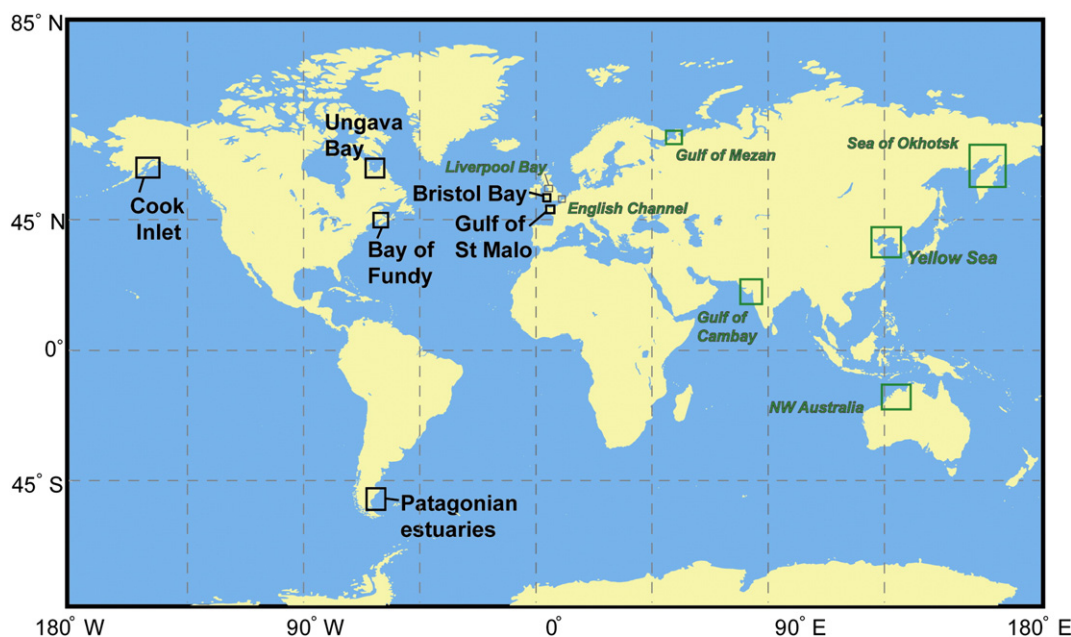 85° N
Ungava
Bay
Sea of Okhotsk
Gulf of Mezan
Liverpool Bay
Bristol Bay
Cook
Inlet
English Channel
45° N
Gulf of
St Malo
Bay of
Fundy
Yellow Sea
Gulf of
Cambay
0°
NW Australia
45° S
Patagonian
estuaries
180° W
90° W
0°
90° E
180° E